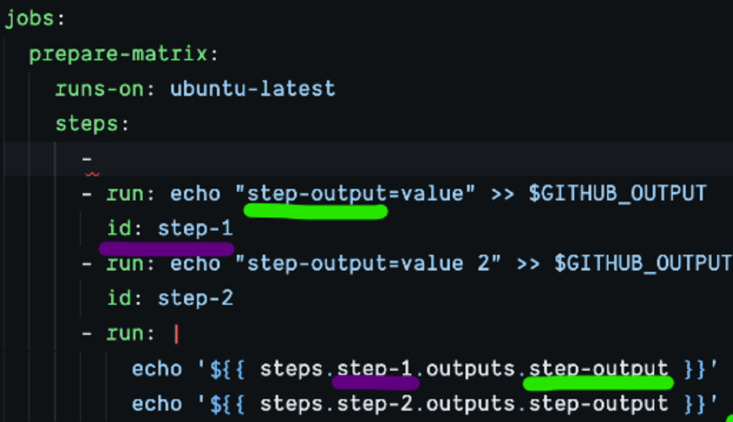 jobs:
prepare-matrix:
runs-on: ubuntu-latest
steps:
-
- run: echo "step-output=value" >> $GITHUB_OUTPUT
id: step-1
- run: echo "step-output=value 2" >> $GITHUB_OUTPUT
id: step-2
- run: |
echo '${{ steps.step-1.outputs.step-output }}'
echo '${{ steps.step-2.outputs.step-output }}'